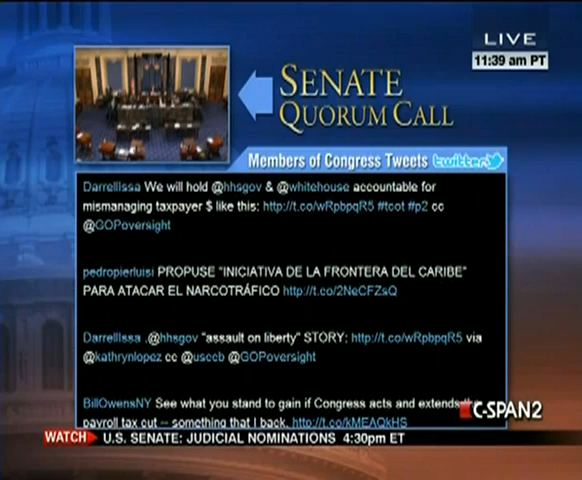 LIVE
11:39 am PT
SENATE
QUORUM CALL
Members of Congress Tweets twitter
DarrellIssa We will hold @hhsgov & @whitehouse accountable for
mismanaging taxpayer $ like this: http://t.co/wRpbpqR5 #tcot #p2 cc
@GOPoversight
pedropierluisi PROPUSE "INICIATIVA DE LA FRONTERA DEL CARIBE"
PARA ATACAR EL NARCOTRÁFICO http://t.co/2NeCFZsQ
DarrellIssa .@hhsgov "assault on liberty" STORY: http://t.co/wRpbpqR5 via
@kathrynlopez cc @usccb @GOPoversight
BillOwensNY See what you stand to gain if Congress acts and extends
payroll tax cut -- something that I back. http://t.co/kMEAQkHS
C-SPAN2
WATCH U.S. SENATE: JUDICIAL NOMINATIONS 4:30pm ET